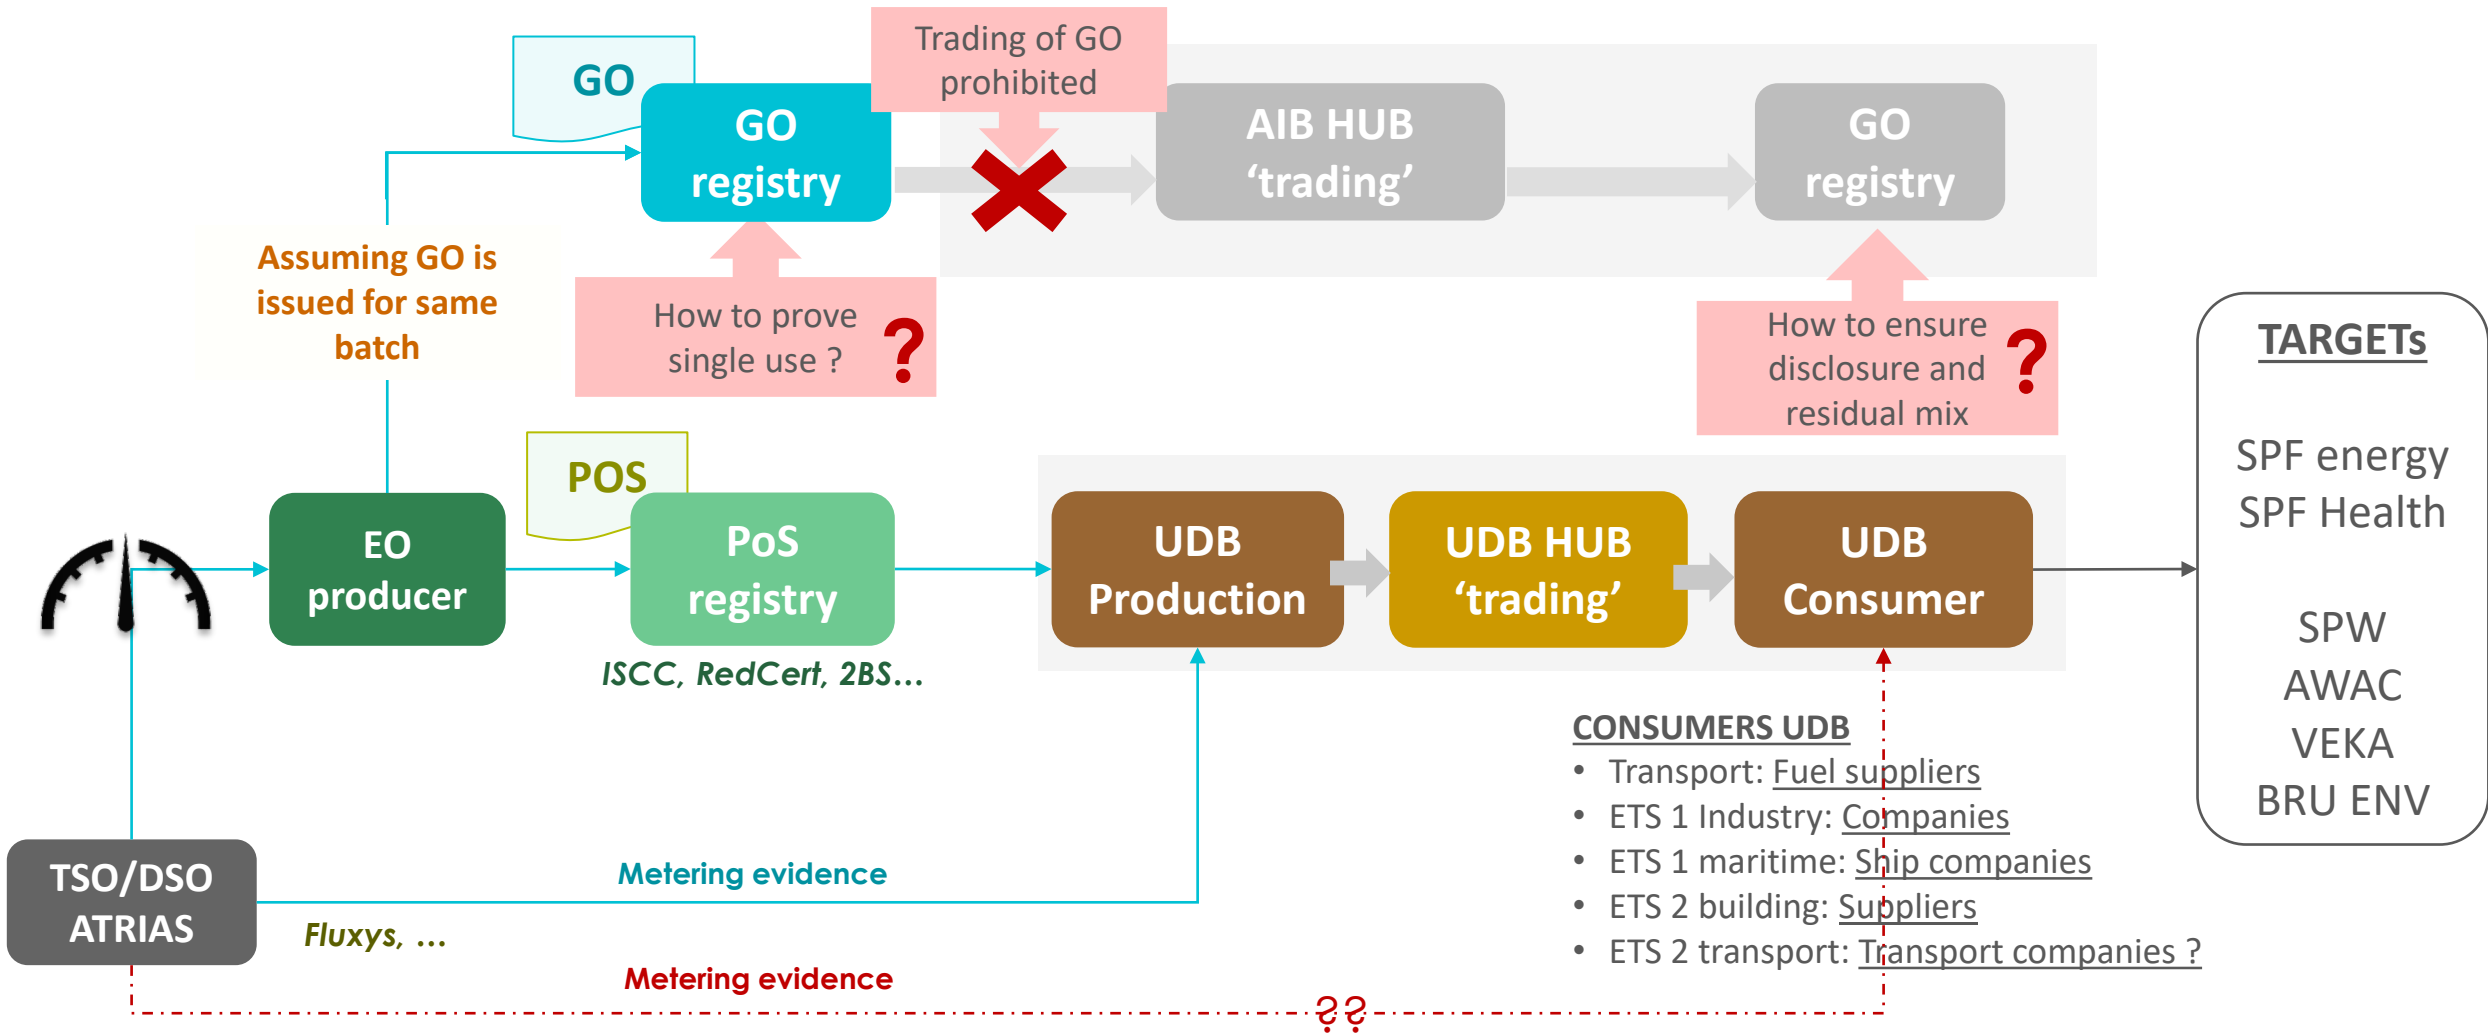 Trading of GO
prohibited
GO
GO
registry
AIB HUB
‘trading’
GO
registry
Assuming GO is
issued for same
batch
How to prove
single use ?
?
How to ensure
disclosure and
residual mix
?
TARGETs
SPF energy
SPF Health
SPW
AWAC
VEKA
BRU ENV
POS
EO
producer
PoS
registry
UDB
Production
UDB HUB
‘trading’
UDB
Consumer
ISCC, RedCert, 2BS...
CONSUMERS UDB
• Transport: Fuel suppliers
• ETS 1 Industry: Companies
• ETS 1 maritime: Ship companies
• ETS 2 building: Suppliers
• ETS 2 transport: Transport companies ?
TSO/DSO
ATRIAS
Metering evidence
Fluxys, ...
Metering evidence
??